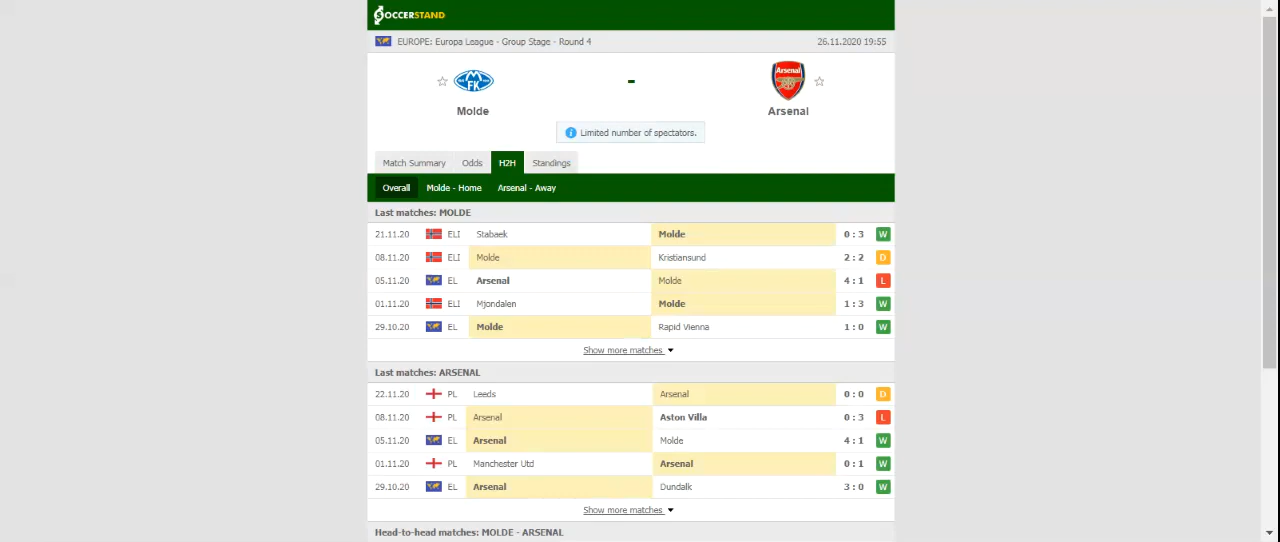 SOCCERSTAND
EUROPE: Europa League - Group Stage - Round 4 26.11.2020 19:55
-
Molde Arsenal
Limited number of spectators.
Match Summary Odds H2H Standings
Overall Molde - Home Arsenal - Away
Last matches: MOLDE
21.11.20 ELI Stabaek Molde 0 : 3 W
08.11.20 ELI Molde Kristiansund 2 : 2 D
05.11.20 EL Arsenal Molde 4 : 1 L
01.11.20 ELI Mjondalen Molde 1 : 3 W
29.10.20 EL Molde Rapid Vienna 1 : 0 W
Show more matches
Last matches: ARSENAL
22.11.20 PL Leeds Arsenal 0 : 0 D
08.11.20 PL Arsenal Aston Villa 0 : 3 L
05.11.20 EL Arsenal Molde 4 : 1 W
01.11.20 PL Manchester Utd Arsenal 0 : 1 W
29.10.20 EL Arsenal Dundalk 3 : 0 W
Show more matches
Head-to-head matches: MOLDE - ARSENAL